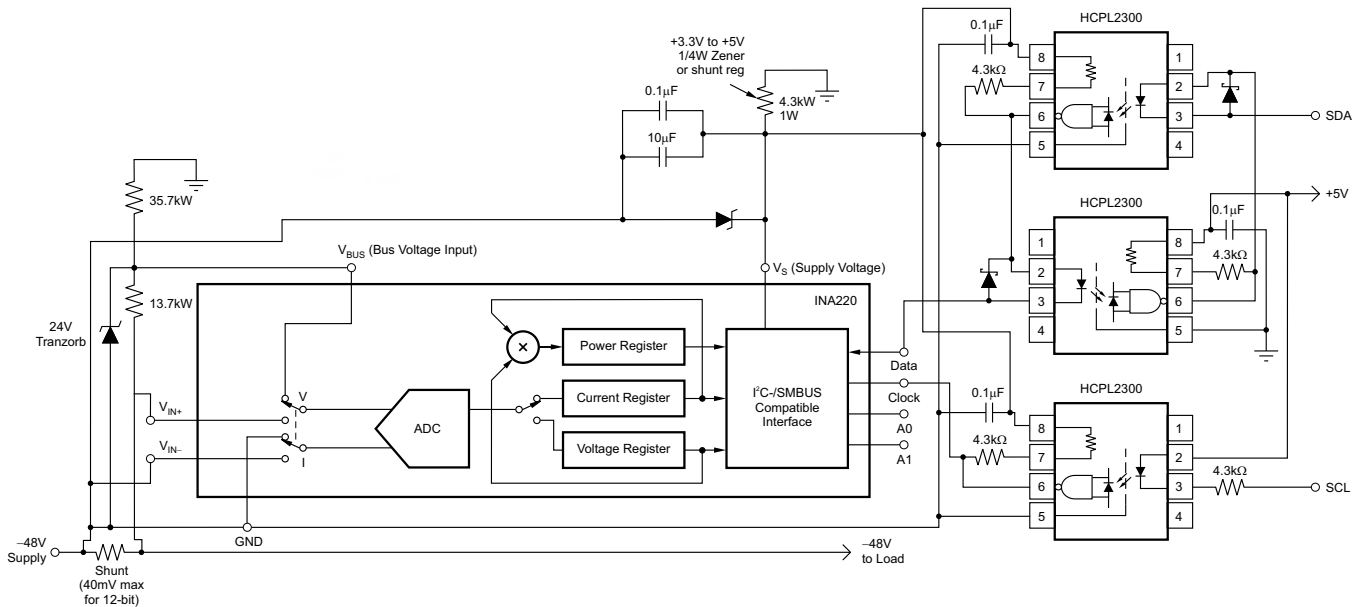 HCPL2300
0.1µF
8
1
4.3kΩ
7
2
6
3
SDA
5
4
+3.3V to +5V
1/4W Zener
or shunt reg
4.3kW
1W
0.1µF
10µF
35.7kW
13.7kW
24V
Tranzorb
V_BUS (Bus Voltage Input)
V_S (Supply Voltage)
INA220
HCPL2300
+5V
0.1µF
1
8
4.3kΩ
2
7
3
6
4
5
×
Power Register
Current Register
Voltage Register
I²C-/SMBUS
Compatible
Interface
ADC
V
I
V_IN+
V_IN−
Data
Clock
A0
A1
GND
HCPL2300
0.1µF
8
1
4.3kΩ
7
2
6
3
4.3kΩ
SCL
5
4
−48V
Supply
Shunt
(40mV max
for 12-bit)
−48V
to Load